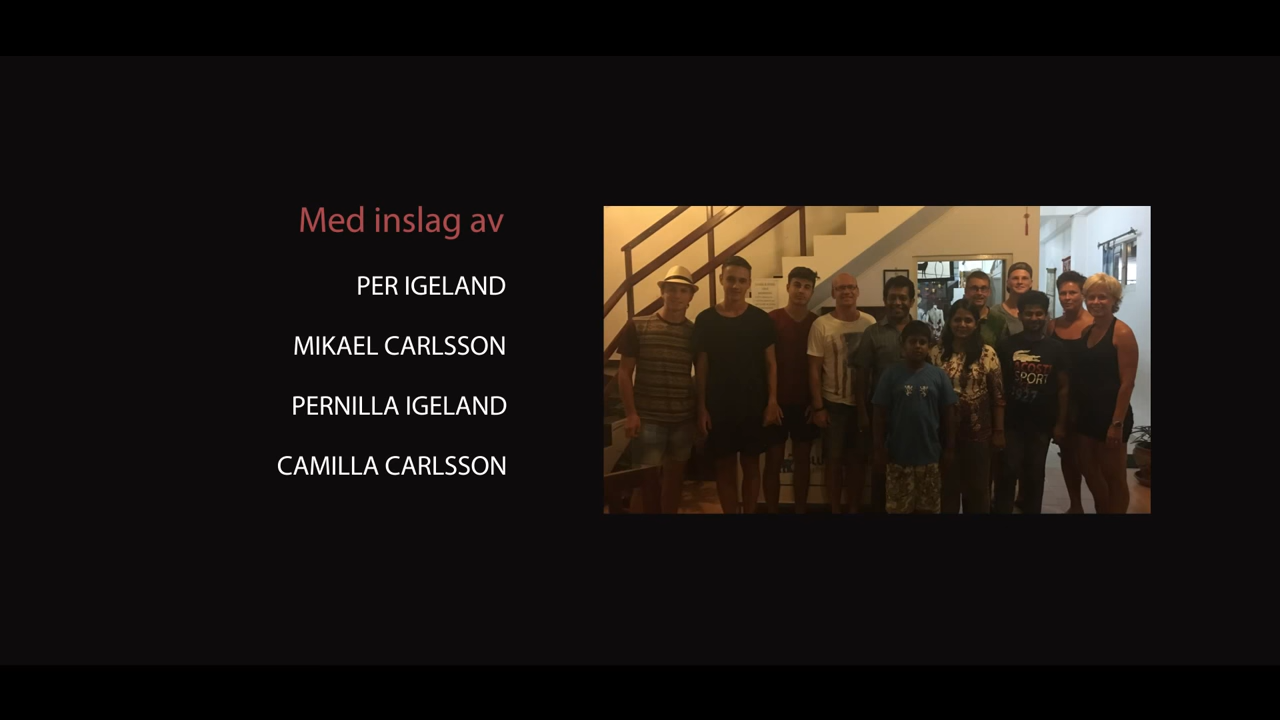 Med inslag av
PER IGELAND
MIKAEL CARLSSON
PERNILLA IGELAND
CAMILLA CARLSSON